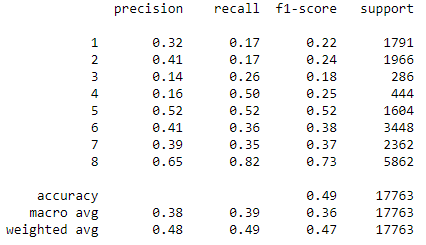 precision recall f1-score support
1 0.32 0.17 0.22 1791
2 0.41 0.17 0.24 1966
3 0.14 0.26 0.18 286
4 0.16 0.50 0.25 444
5 0.52 0.52 0.52 1604
6 0.41 0.36 0.38 3448
7 0.39 0.35 0.37 2362
8 0.65 0.82 0.73 5862
accuracy 0.49 17763
macro avg 0.38 0.39 0.36 17763
weighted avg 0.48 0.49 0.47 17763